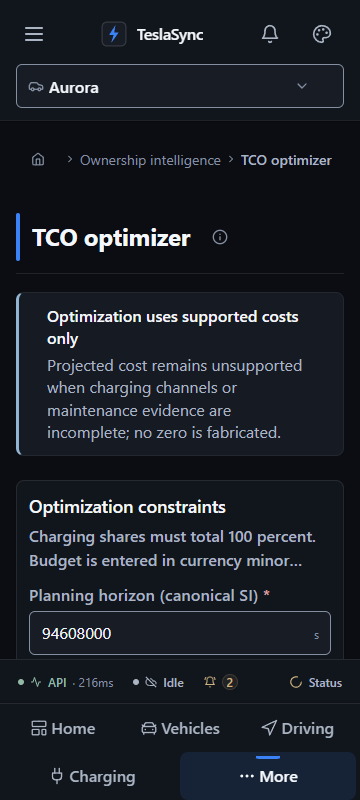 TeslaSync
Aurora
Ownership intelligence > TCO optimizer
TCO optimizer
Optimization uses supported costs
only
Projected cost remains unsupported
when charging channels or
maintenance evidence are
incomplete; no zero is fabricated.
Optimization constraints
Charging shares must total 100 percent.
Budget is entered in currency minor...
Planning horizon (canonical SI) *
94608000 s
API · 216ms Idle 2 Status
Home Vehicles Driving
Charging More